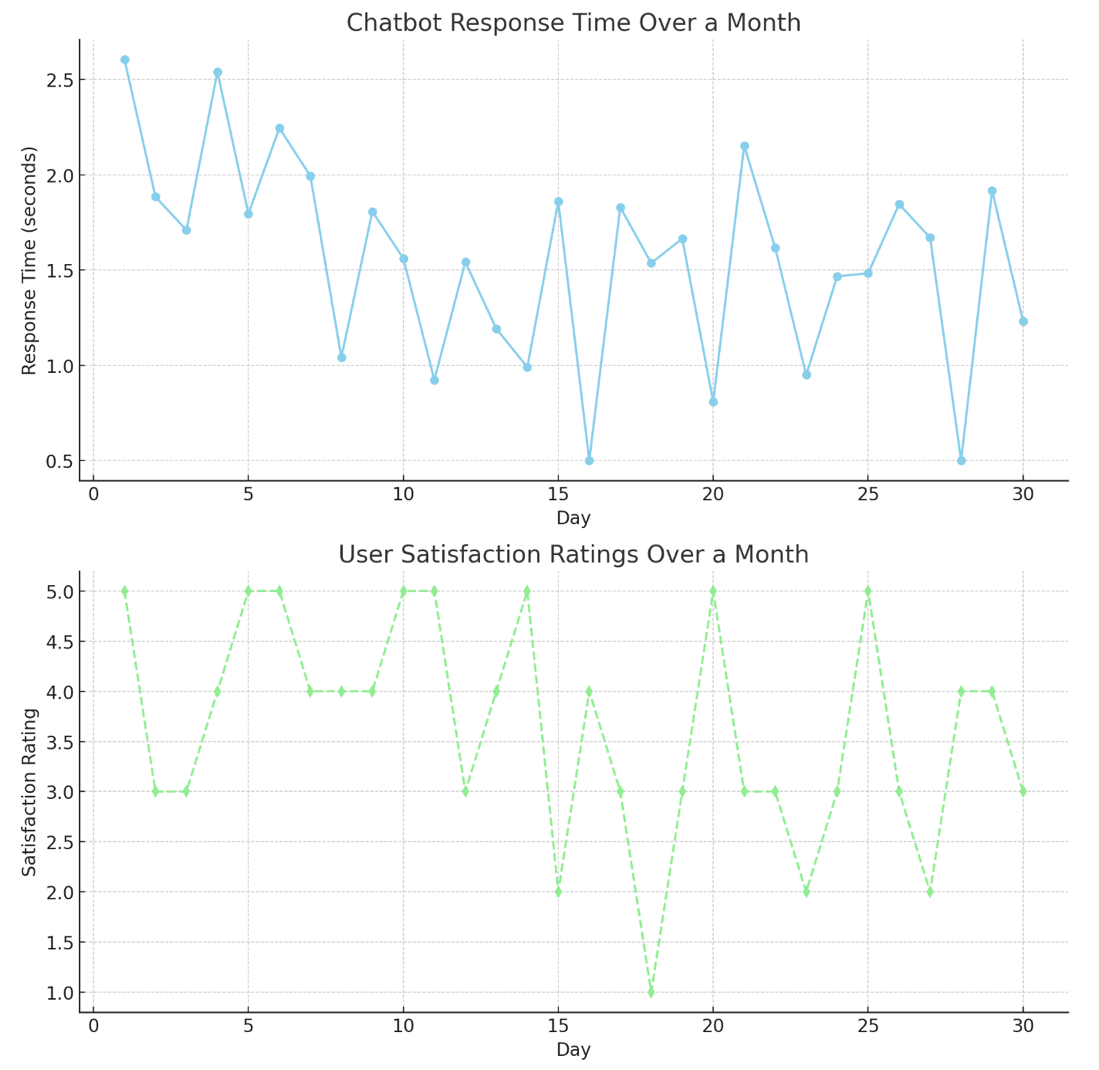 Chatbot Response Time Over a Month
2.5
2.0
1.5
1.0
0.5
Response Time (seconds)
0 5 10 15 20 25 30
Day
User Satisfaction Ratings Over a Month
5.0
4.5
4.0
3.5
3.0
2.5
2.0
1.5
1.0
Satisfaction Rating
0 5 10 15 20 25 30
Day